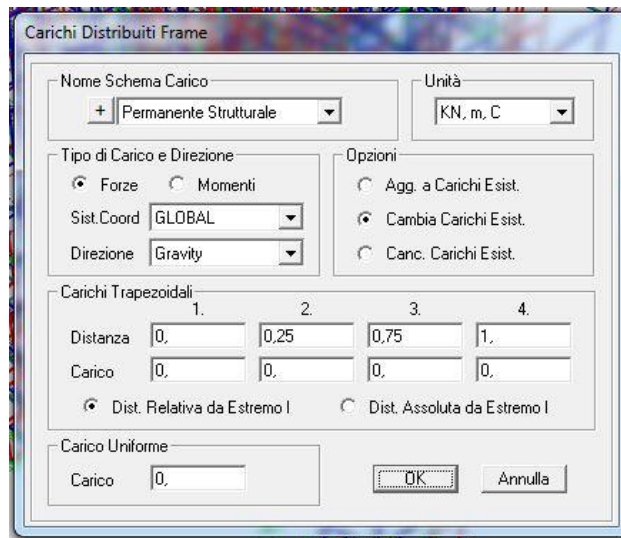 Carichi Distribuiti Frame
Nome Schema Carico
+ Permanente Strutturale
Unità
KN, m, C
Tipo di Carico e Direzione
Forze Momenti
Sist.Coord GLOBAL
Direzione Gravity
Opzioni
Agg. a Carichi Esist.
Cambia Carichi Esist.
Canc. Carichi Esist.
Carichi Trapezoidali
1. 2. 3. 4.
Distanza 0, 0,25 0,75 1,
Carico 0, 0, 0, 0,
Dist. Relativa da Estremo I Dist. Assoluta da Estremo I
Carico Uniforme
Carico 0,
OK Annulla